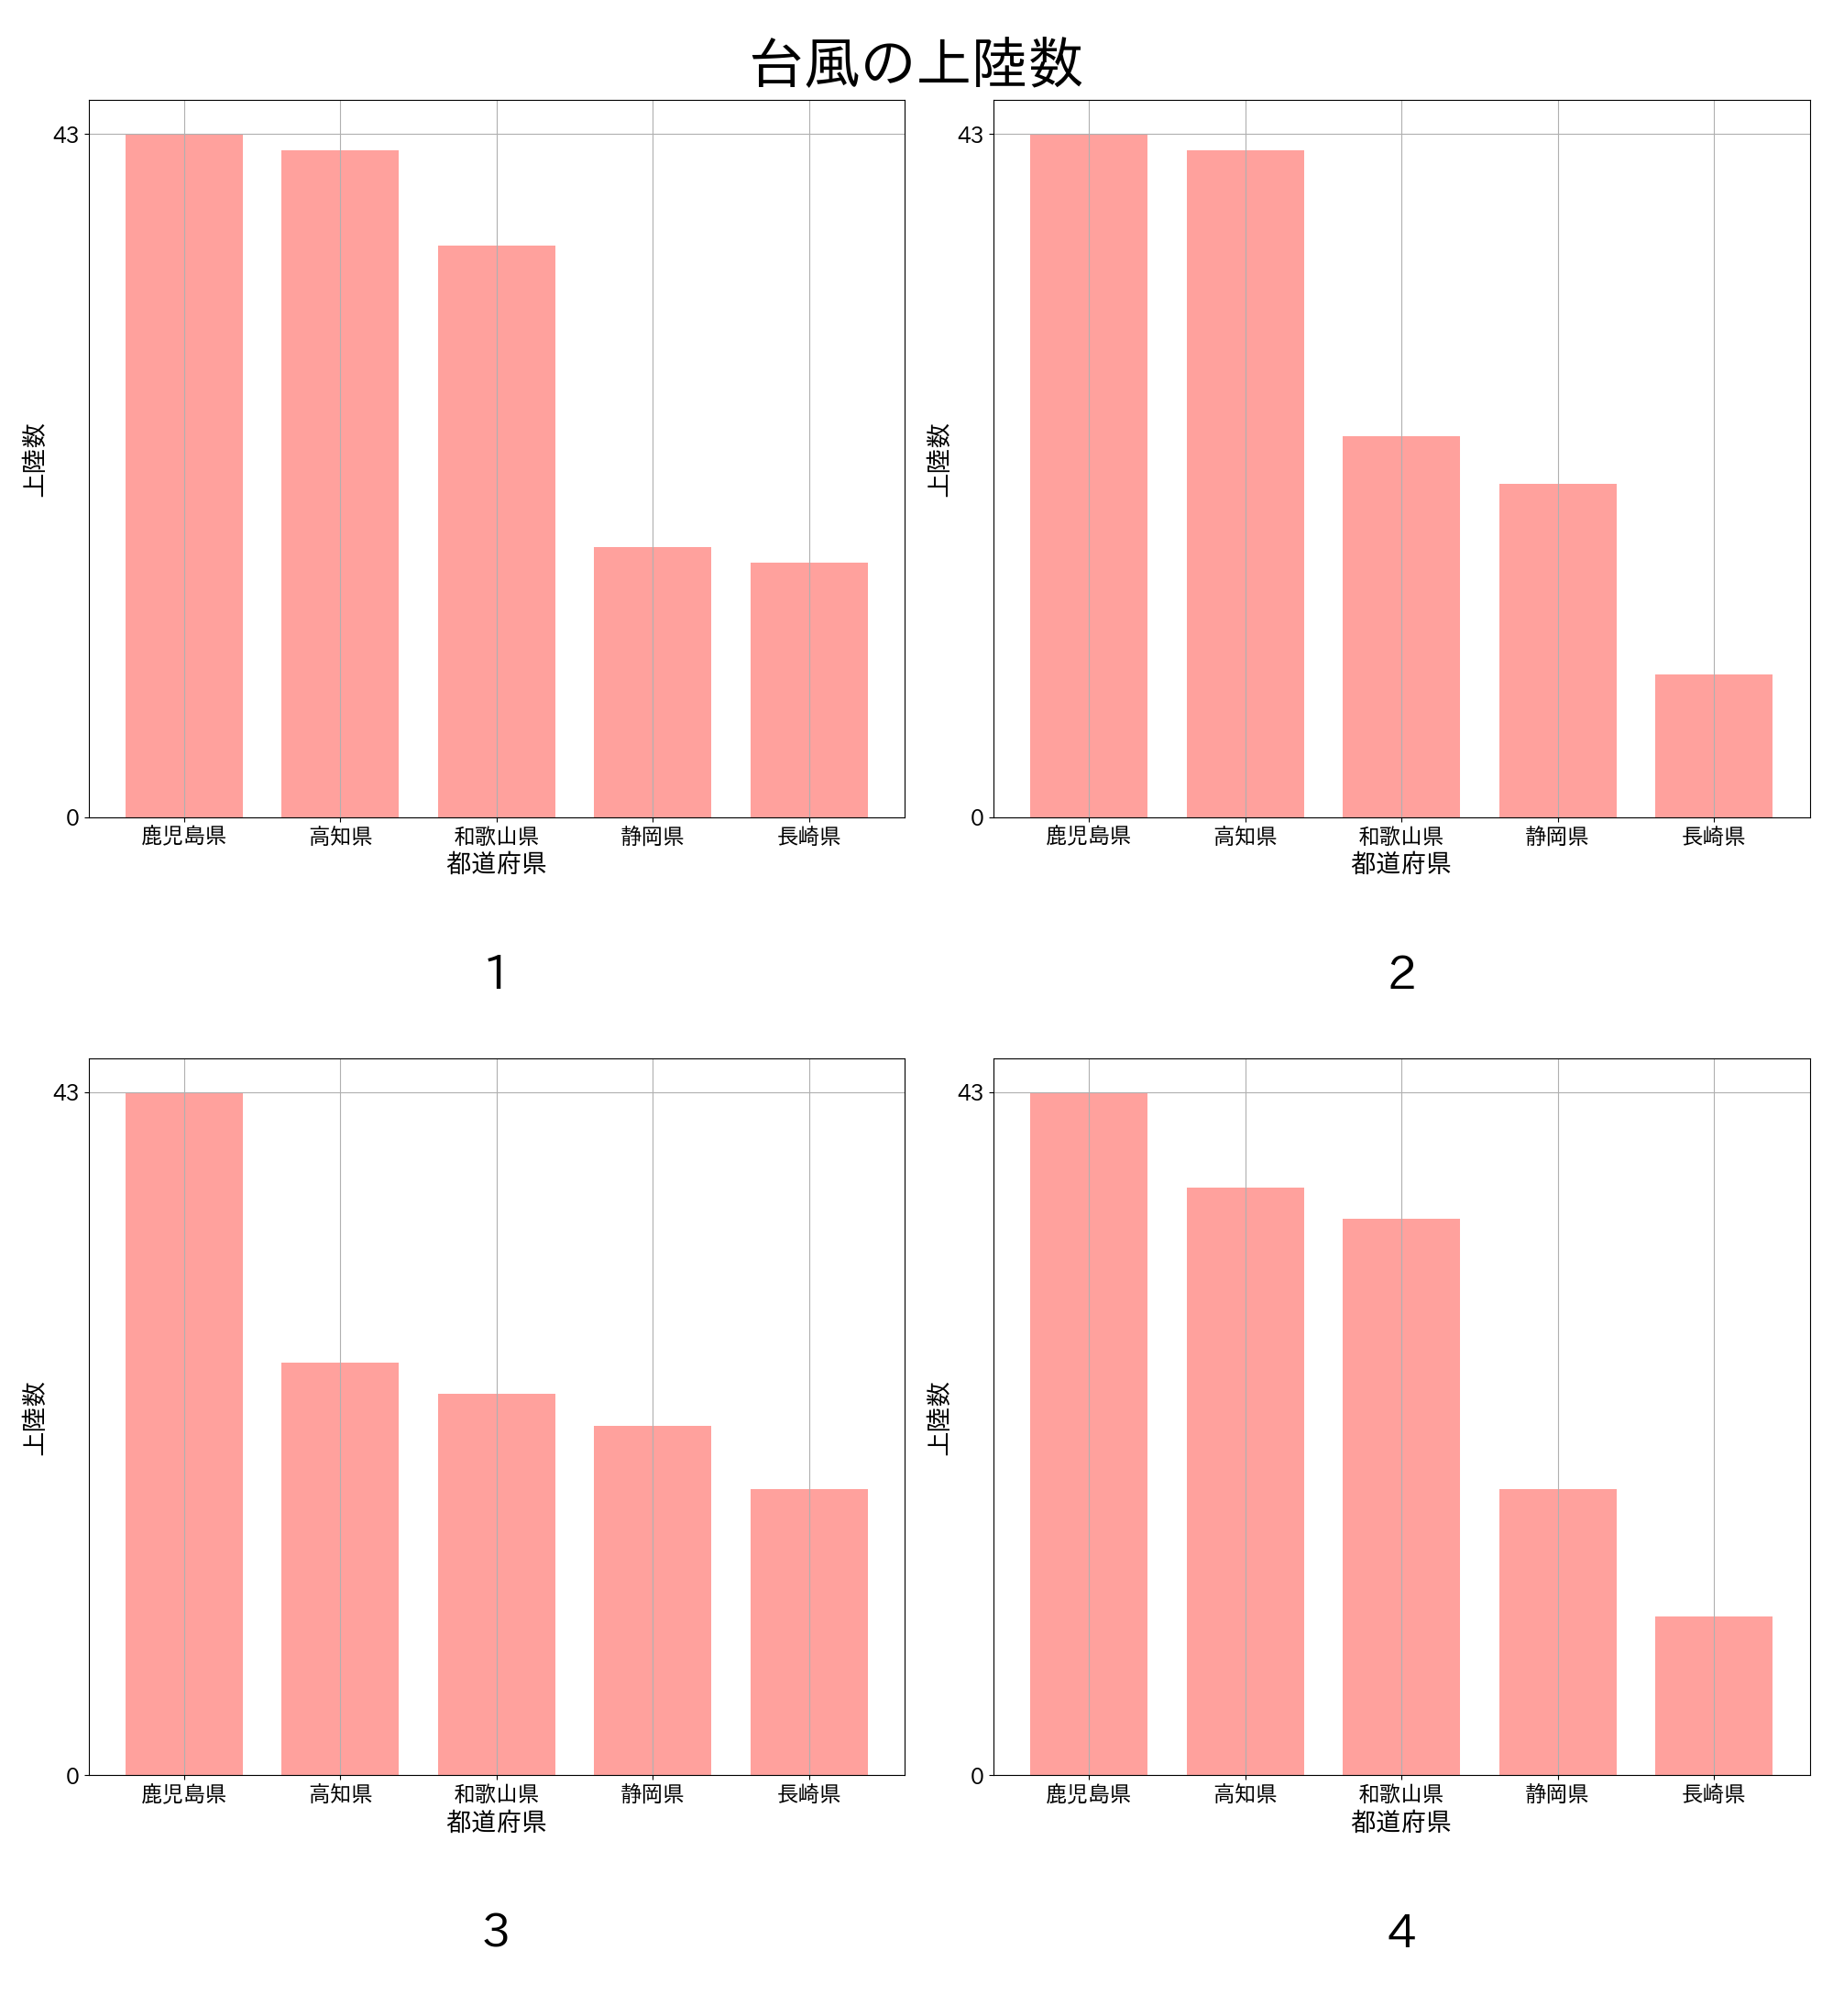 台風の上陸数
43
上陸数
0
鹿児島県 高知県 和歌山県 静岡県 長崎県
都道府県
1
43
上陸数
0
鹿児島県 高知県 和歌山県 静岡県 長崎県
都道府県
2
43
上陸数
0
鹿児島県 高知県 和歌山県 静岡県 長崎県
都道府県
3
43
上陸数
0
鹿児島県 高知県 和歌山県 静岡県 長崎県
都道府県
4